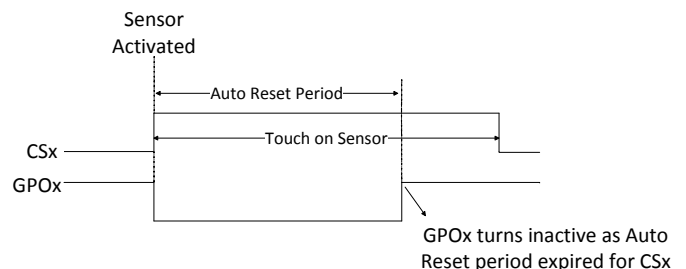 Sensor
Activated
Auto Reset Period
Touch on Sensor
CSx
GPOx
GPOx turns inactive as Auto
Reset period expired for CSx